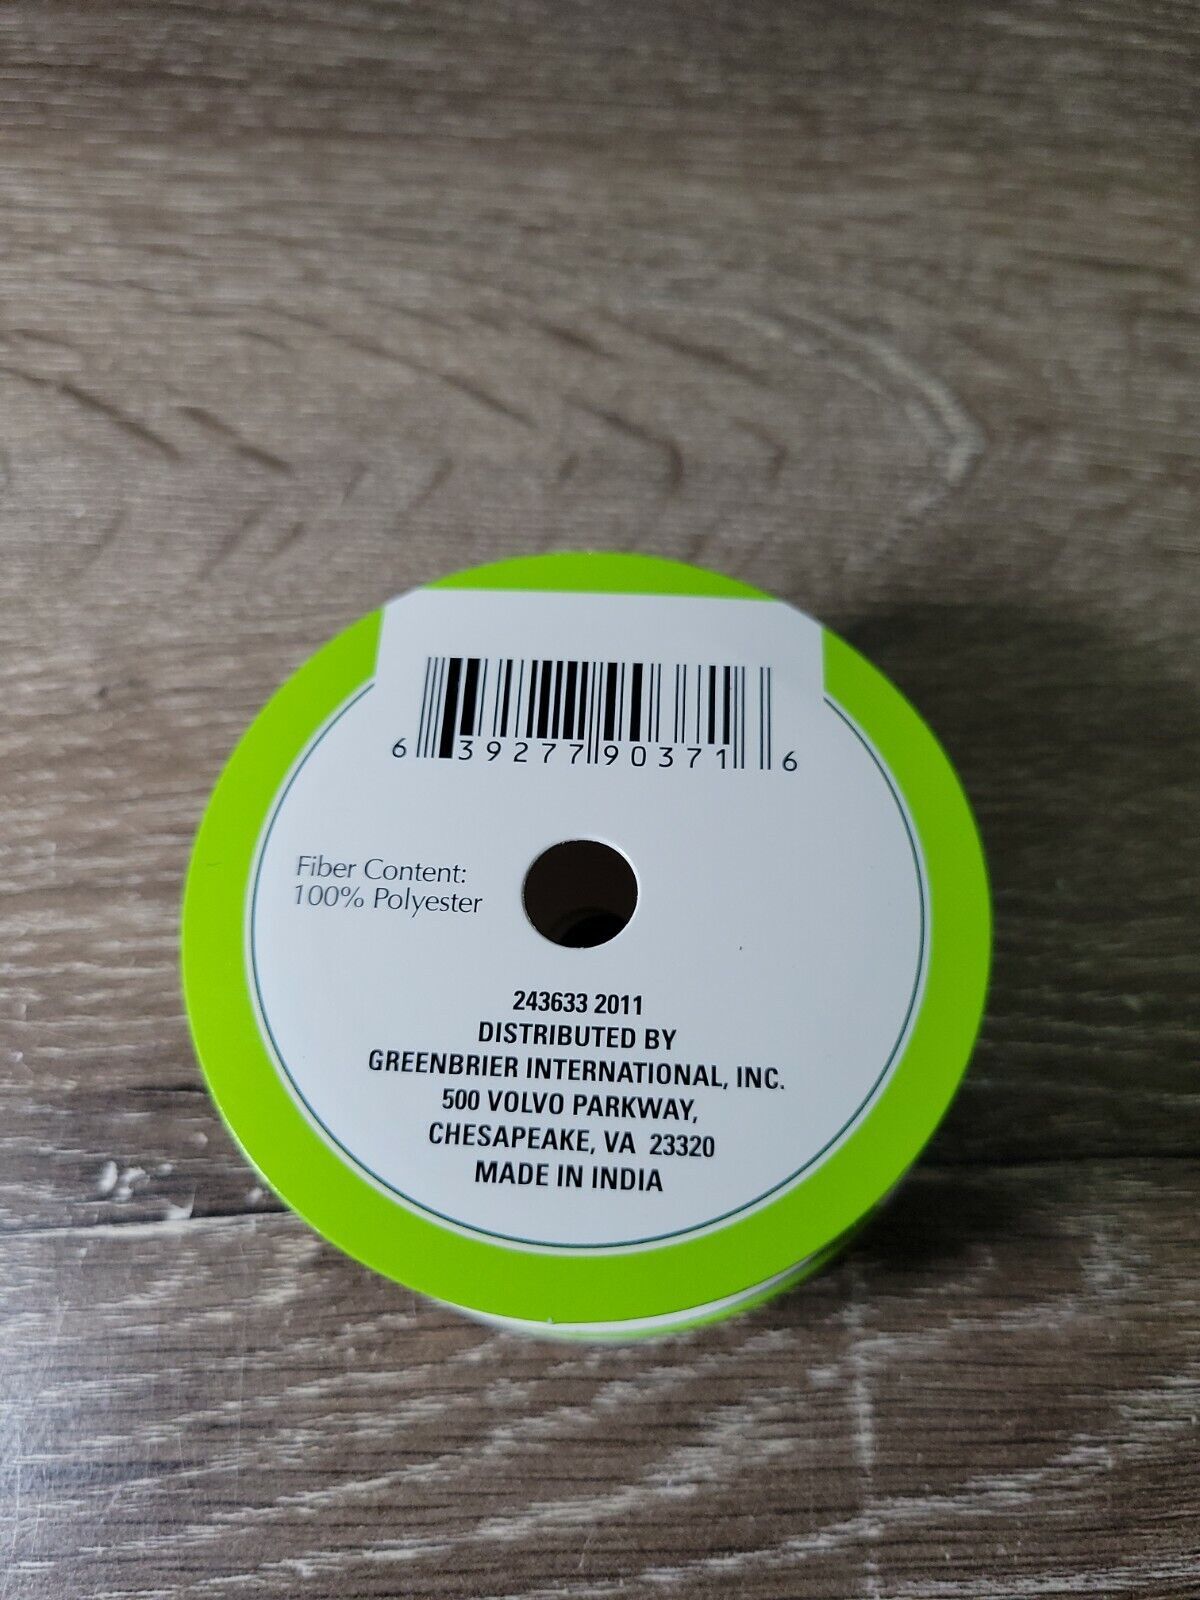 6 39277 90371 6
Fiber Content:
100% Polyester
243633 2011
DISTRIBUTED BY
GREENBRIER INTERNATIONAL, INC.
500 VOLVO PARKWAY,
CHESAPEAKE, VA 23320
MADE IN INDIA